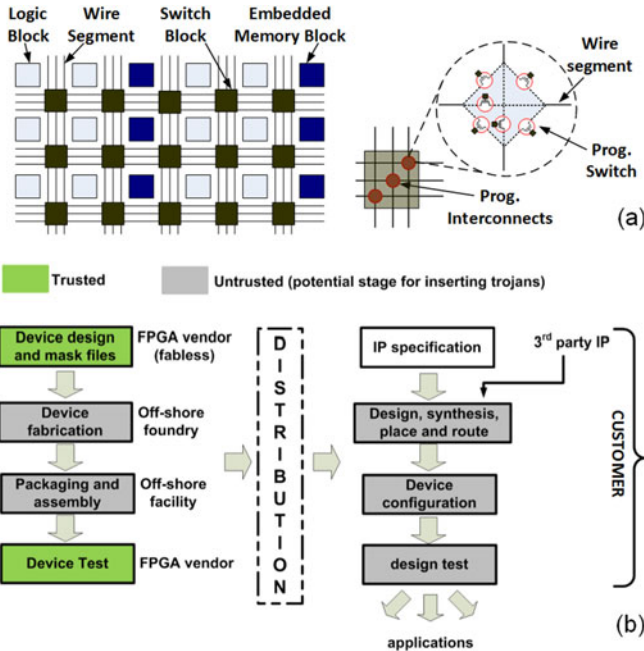 Logic Block
Wire Segment
Switch Block
Embedded Memory Block
Wire segment
Prog. Switch
Prog. Interconnects
(a)
Trusted
Untrusted (potential stage for inserting trojans)
Device design and mask files
FPGA vendor (fabless)
Device fabrication
Off-shore foundry
Packaging and assembly
Off-shore facility
Device Test
FPGA vendor
DISTRIBUTION
IP specification
3rd party IP
Design, synthesis, place and route
Device configuration
design test
applications
CUSTOMER
(b)